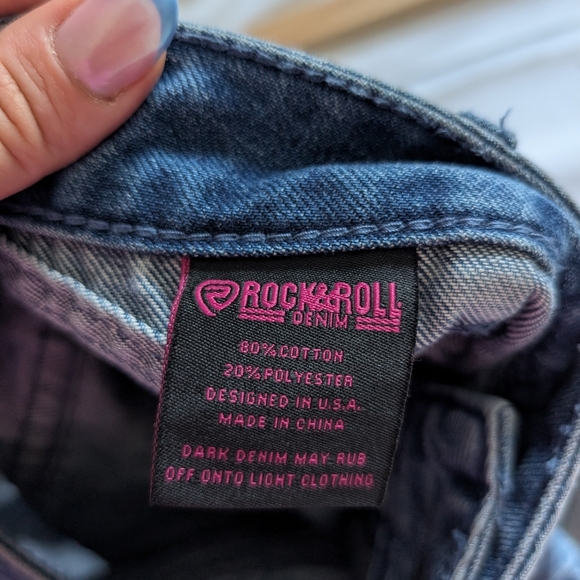 ROCK&ROLL
DENIM
80% COTTON
20% POLYESTER
DESIGNED IN U.S.A.
MADE IN CHINA
DARK DENIM MAY RUB
OFF ONTO LIGHT CLOTHING